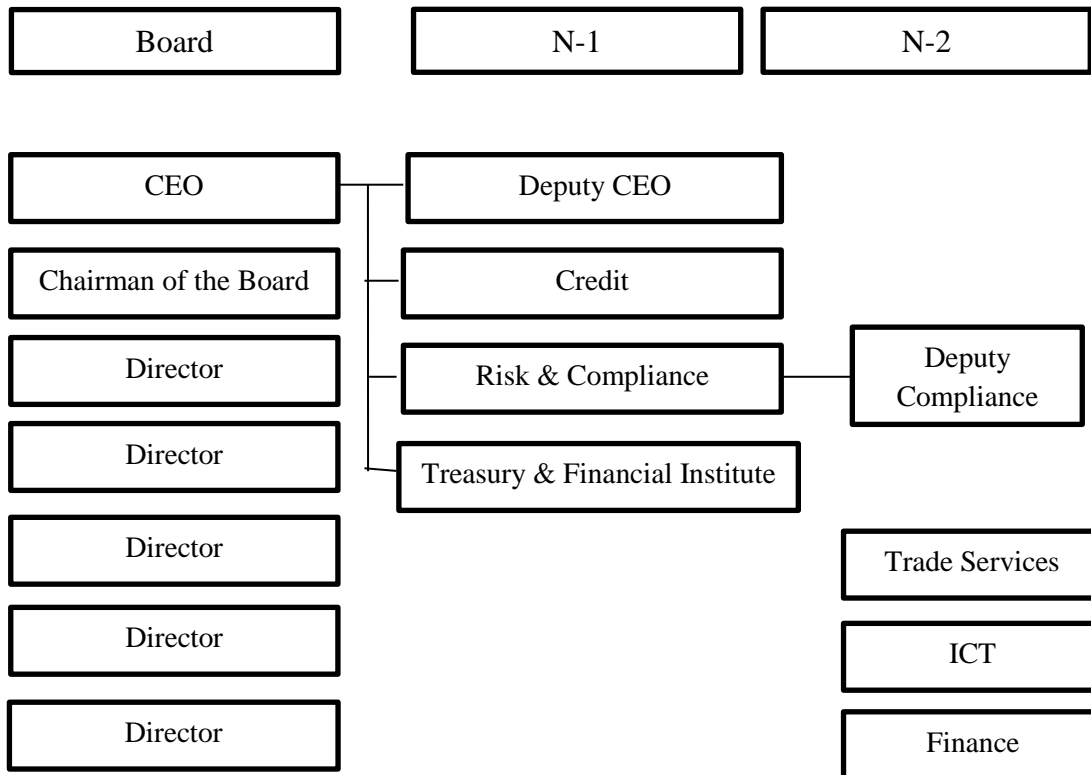 Board
N-1
N-2
CEO
Deputy CEO
Chairman of the Board
Credit
Director
Risk & Compliance
Deputy
Compliance
Director
Treasury & Financial Institute
Director
Trade Services
Director
ICT
Director
Finance